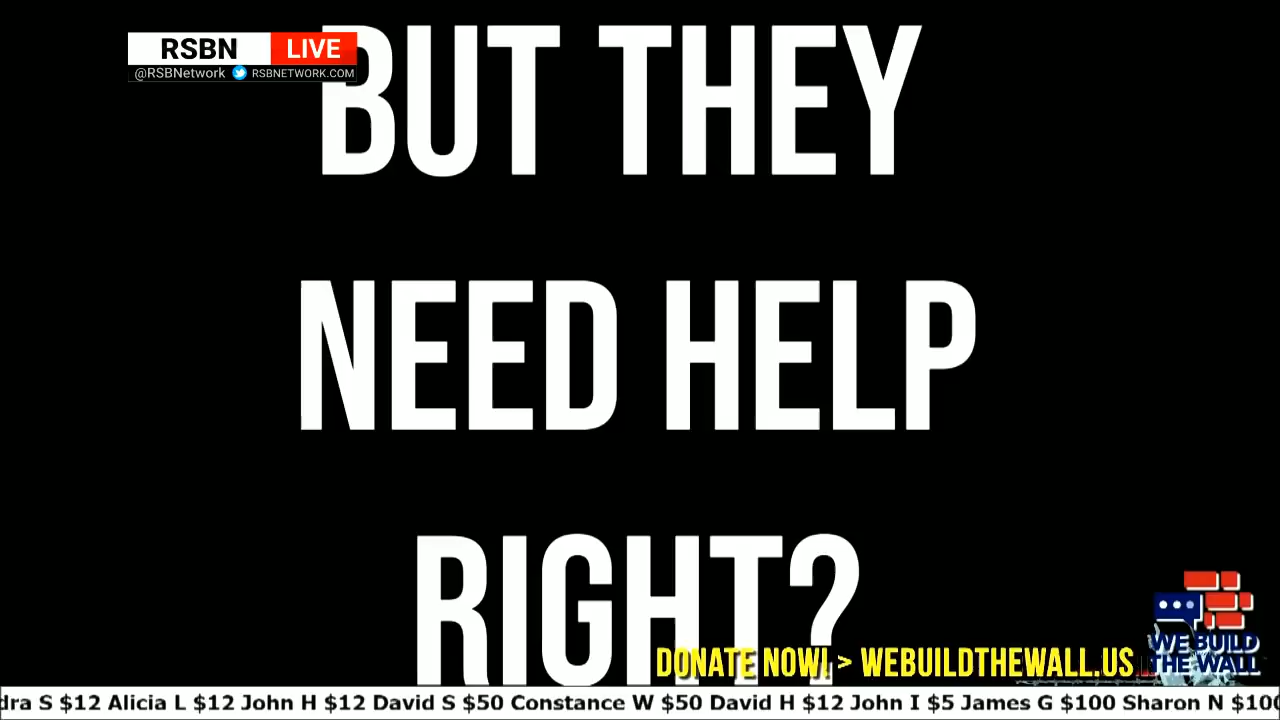 RSBN LIVE
@RSBNetwork RSBNETWORK.COM
BUT THEY
NEED HELP
RIGHT?
DONATE NOW! > WEBUILDTHEWALL.US
WE BUILD
THE WALL
dra S $12 Alicia L $12 John H $12 David S $50 Constance W $50 David H $12 John I $5 James G $100 Sharon N $100